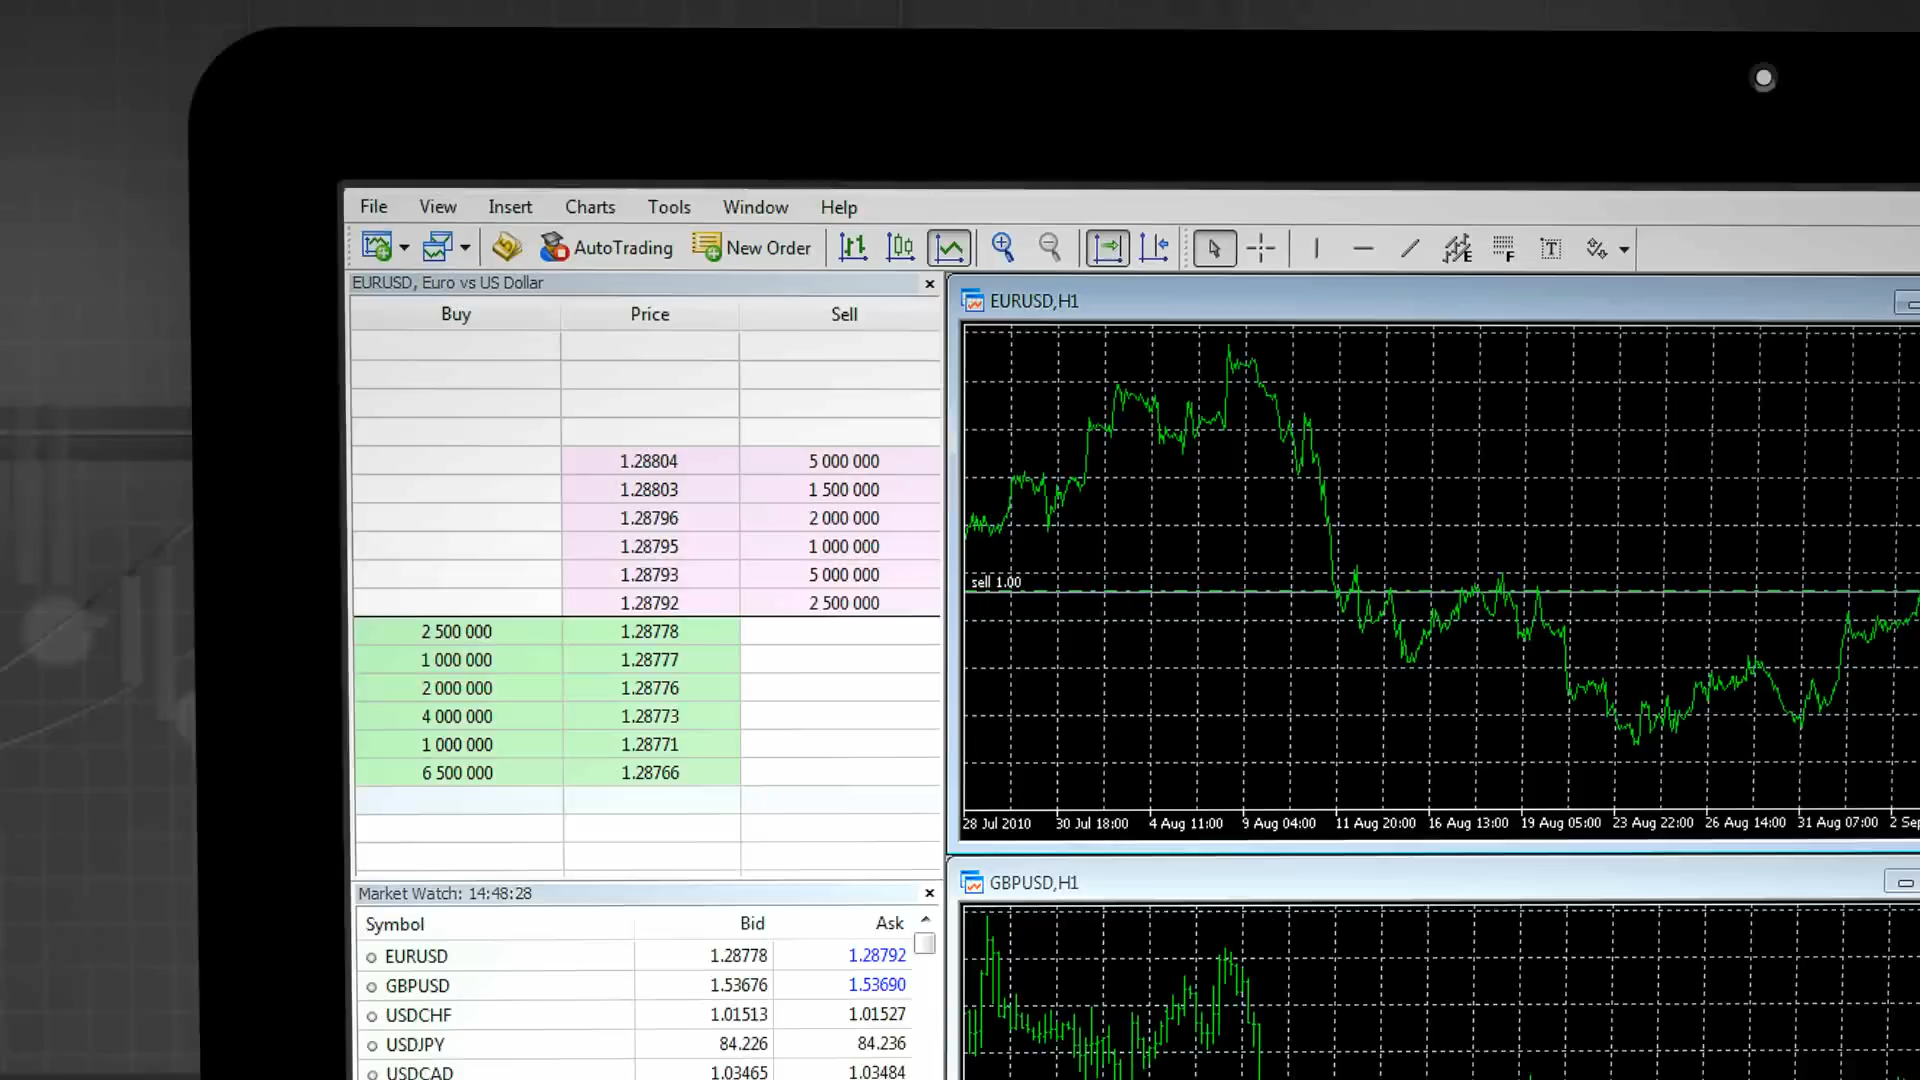 File View Insert Charts Tools Window Help
AutoTrading New Order
EURUSD, Euro vs US Dollar
Buy Price Sell
1.28804 5 000 000
1.28803 1 500 000
1.28796 2 000 000
1.28795 1 000 000
1.28793 5 000 000
1.28792 2 500 000
2 500 000 1.28778
1 000 000 1.28777
2 000 000 1.28776
4 000 000 1.28773
1 000 000 1.28771
6 500 000 1.28766
Market Watch: 14:48:28
Symbol Bid Ask
EURUSD 1.28778 1.28792
GBPUSD 1.53676 1.53690
USDCHF 1.01513 1.01527
USDJPY 84.226 84.236
USDCAD 1.03465 1.03484
EURUSD,H1
sell 1.00
28 Jul 2010 30 Jul 18:00 4 Aug 11:00 9 Aug 04:00 11 Aug 20:00 16 Aug 13:00 19 Aug 05:00 23 Aug 22:00 26 Aug 14:00 31 Aug 07:00 2 Sep
GBPUSD,H1